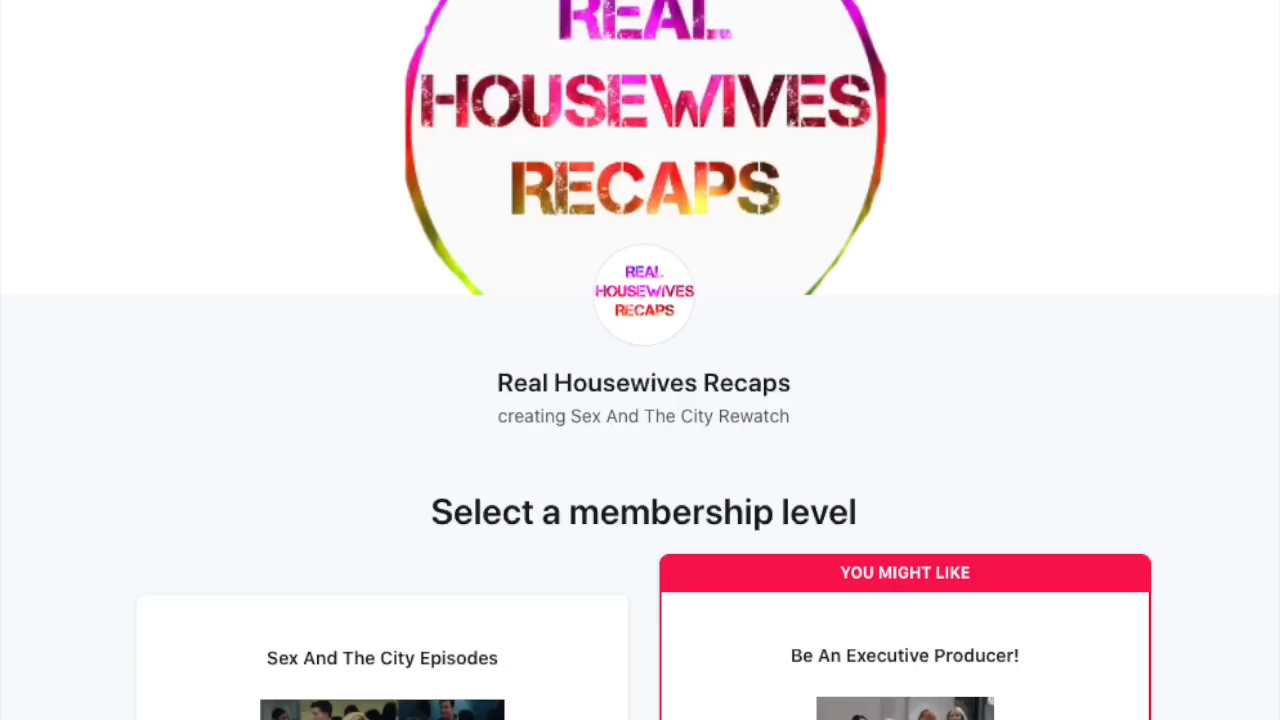 REAL
HOUSEWIVES
RECAPS
REAL
HOUSEWIVES
RECAPS
Real Housewives Recaps
creating Sex And The City Rewatch
Select a membership level
YOU MIGHT LIKE
Sex And The City Episodes
Be An Executive Producer!